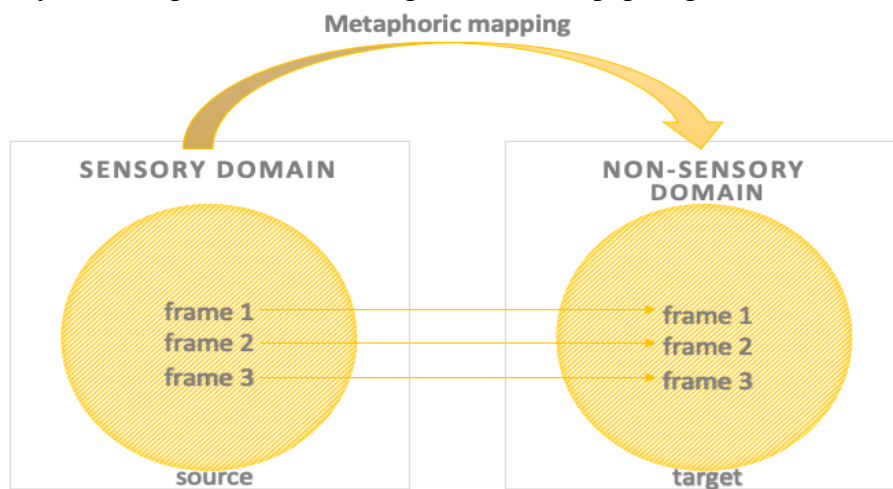 Metaphoric mapping
SENSORY DOMAIN
frame 1
frame 2
frame 3
source
NON-SENSORY
DOMAIN
frame 1
frame 2
frame 3
target